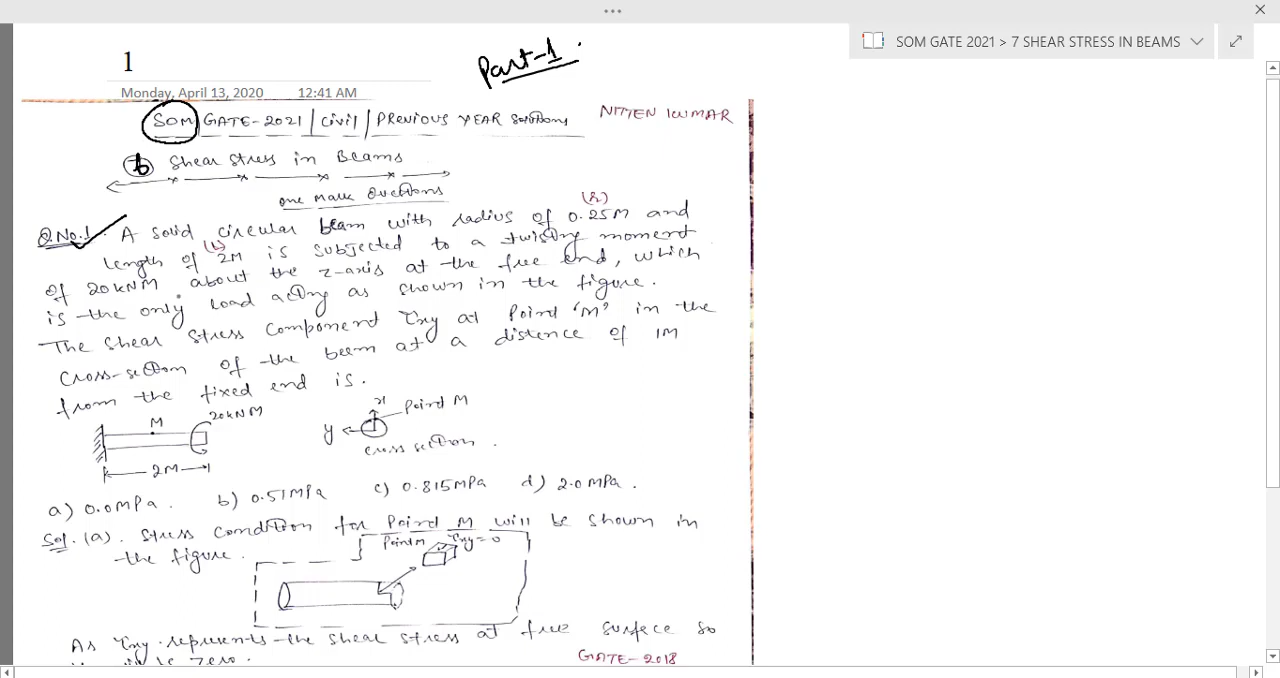 SOM GATE 2021 > 7 SHEAR STRESS IN BEAMS
Part-1
1
Monday, April 13, 2020 12:41 AM
SOM GATE-2021 | Civil | PREVIOUS YEAR Solutions NITTEN KUMAR
Shear Stress in Beams
one Mark Questions
Q.No.1. A solid circular beam with radius of 0.25M and
(R)
length of 2M is subjected to a twisting moment
(L)
of 20kNM about the z-axis at the free end, which
is the only load acting as shown in the figure.
The shear stress component τxy at Point 'M' in the
cross-section of the beam at a distence of 1M
from the fixed end is.
M 20kNM
x Point M
y
cross section.
2M
a) 0.0MPa. b) 0.51MPa c) 0.815MPa d) 2.0MPa.
Sol. (a). Stress condition for Point M will be shown in
the figure.
Point M τxy=0
As τxy represents the shear stress at free surface so
zero.
GATE-2018